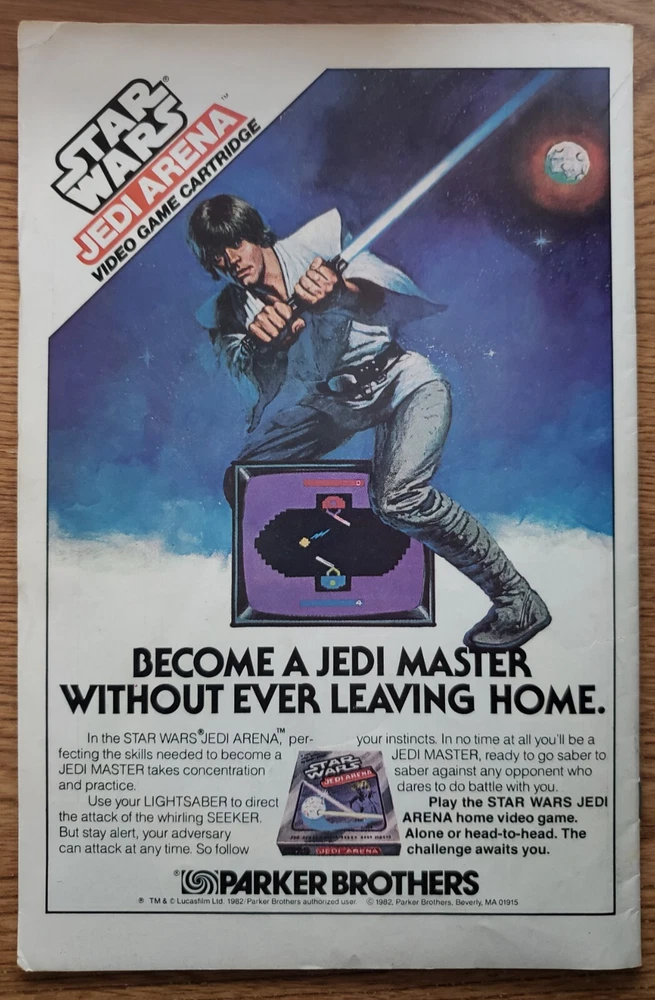 STAR®
WARS
JEDI ARENA™
VIDEO GAME CARTRIDGE
BECOME A JEDI MASTER
WITHOUT EVER LEAVING HOME.
In the STAR WARS® JEDI ARENA,™ per-
fecting the skills needed to become a
JEDI MASTER takes concentration
and practice.
Use your LIGHTSABER to direct
the attack of the whirling SEEKER.
But stay alert, your adversary
can attack at any time. So follow
your instincts. In no time at all you'll be a
JEDI MASTER, ready to go saber to
saber against any opponent who
dares to do battle with you.
Play the STAR WARS JEDI
ARENA home video game.
Alone or head-to-head. The
challenge awaits you.
STAR
WARS
JEDI ARENA
JEDI ARENA
® PARKER BROTHERS
® TM & © Lucasfilm Ltd. 1982. Parker Brothers authorized user. © 1982, Parker Brothers, Beverly, MA 01915